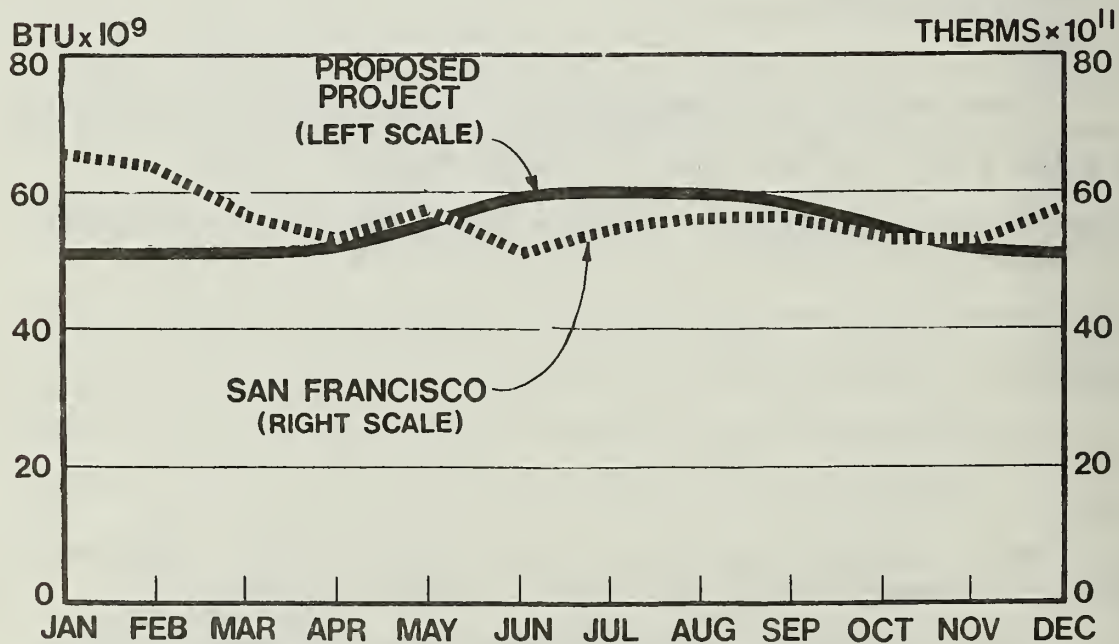 BTU x 10⁹
THERMS × 10¹¹
80
80
PROPOSED
PROJECT
(LEFT SCALE)
60
60
40
40
SAN FRANCISCO
(RIGHT SCALE)
20
20
0
0
JAN FEB MAR APR MAY JUN JUL AUG SEP OCT NOV DEC